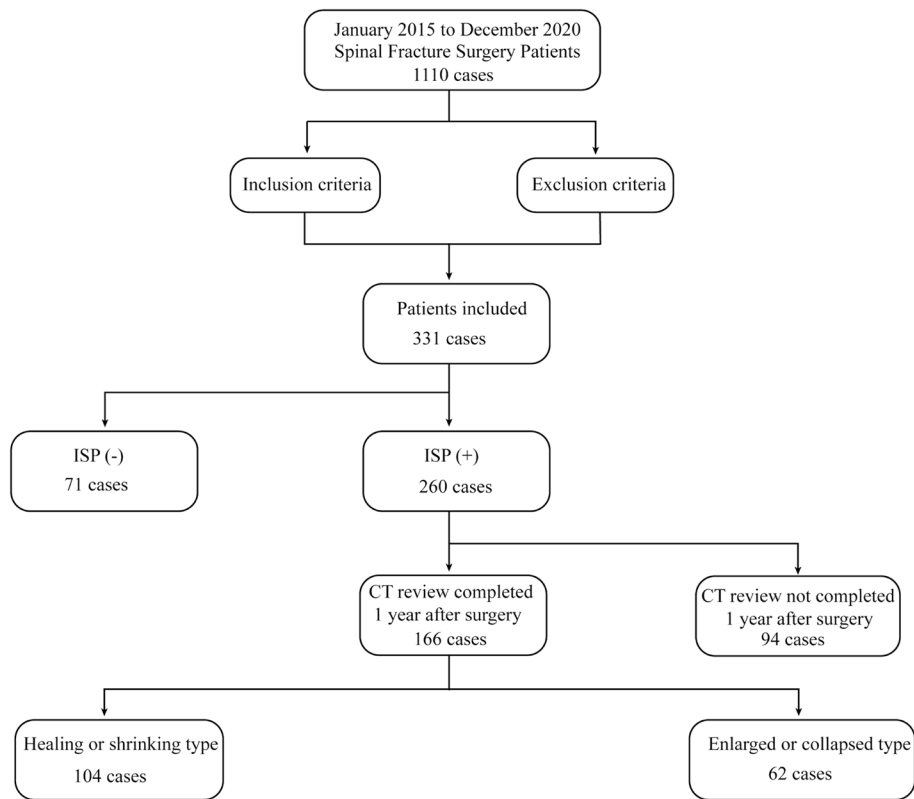 January 2015 to December 2020
Spinal Fracture Surgery Patients
1110 cases
Inclusion criteria
Exclusion criteria
Patients included
331 cases
ISP (-)
71 cases
ISP (+)
260 cases
CT review completed
1 year after surgery
166 cases
CT review not completed
1 year after surgery
94 cases
Healing or shrinking type
104 cases
Enlarged or collapsed type
62 cases